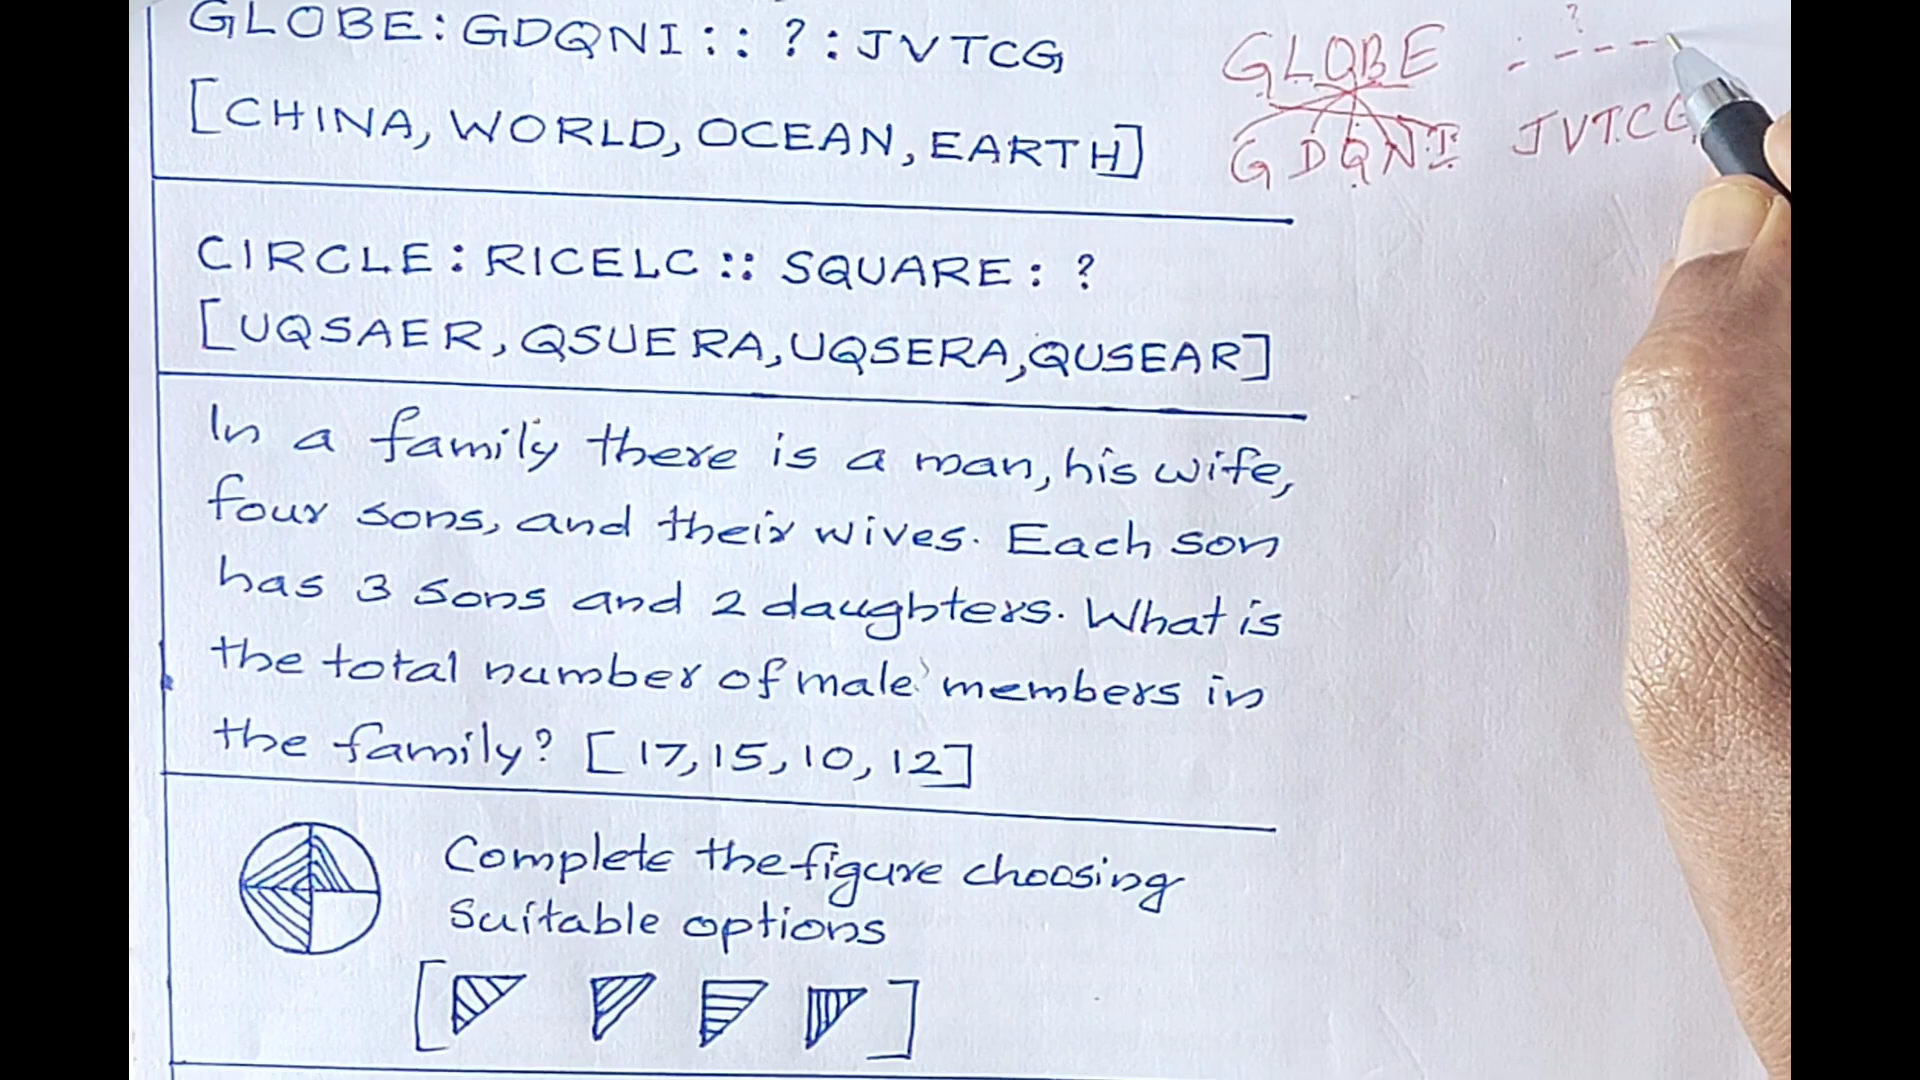 GLOBE:GDQNI::?:JVTCG
[CHINA, WORLD, OCEAN, EARTH]
GLOBE : ?
- - - - -
GDQNI JVTCG
CIRCLE:RICELC:: SQUARE: ?
[UQSAER, QSUERA, UQSERA, QUSEAR]
In a family there is a man, his wife,
four sons, and their wives. Each son
has 3 sons and 2 daughters. What is
the total number of male members in
the family? [17, 15, 10, 12]
Complete the figure choosing
suitable options